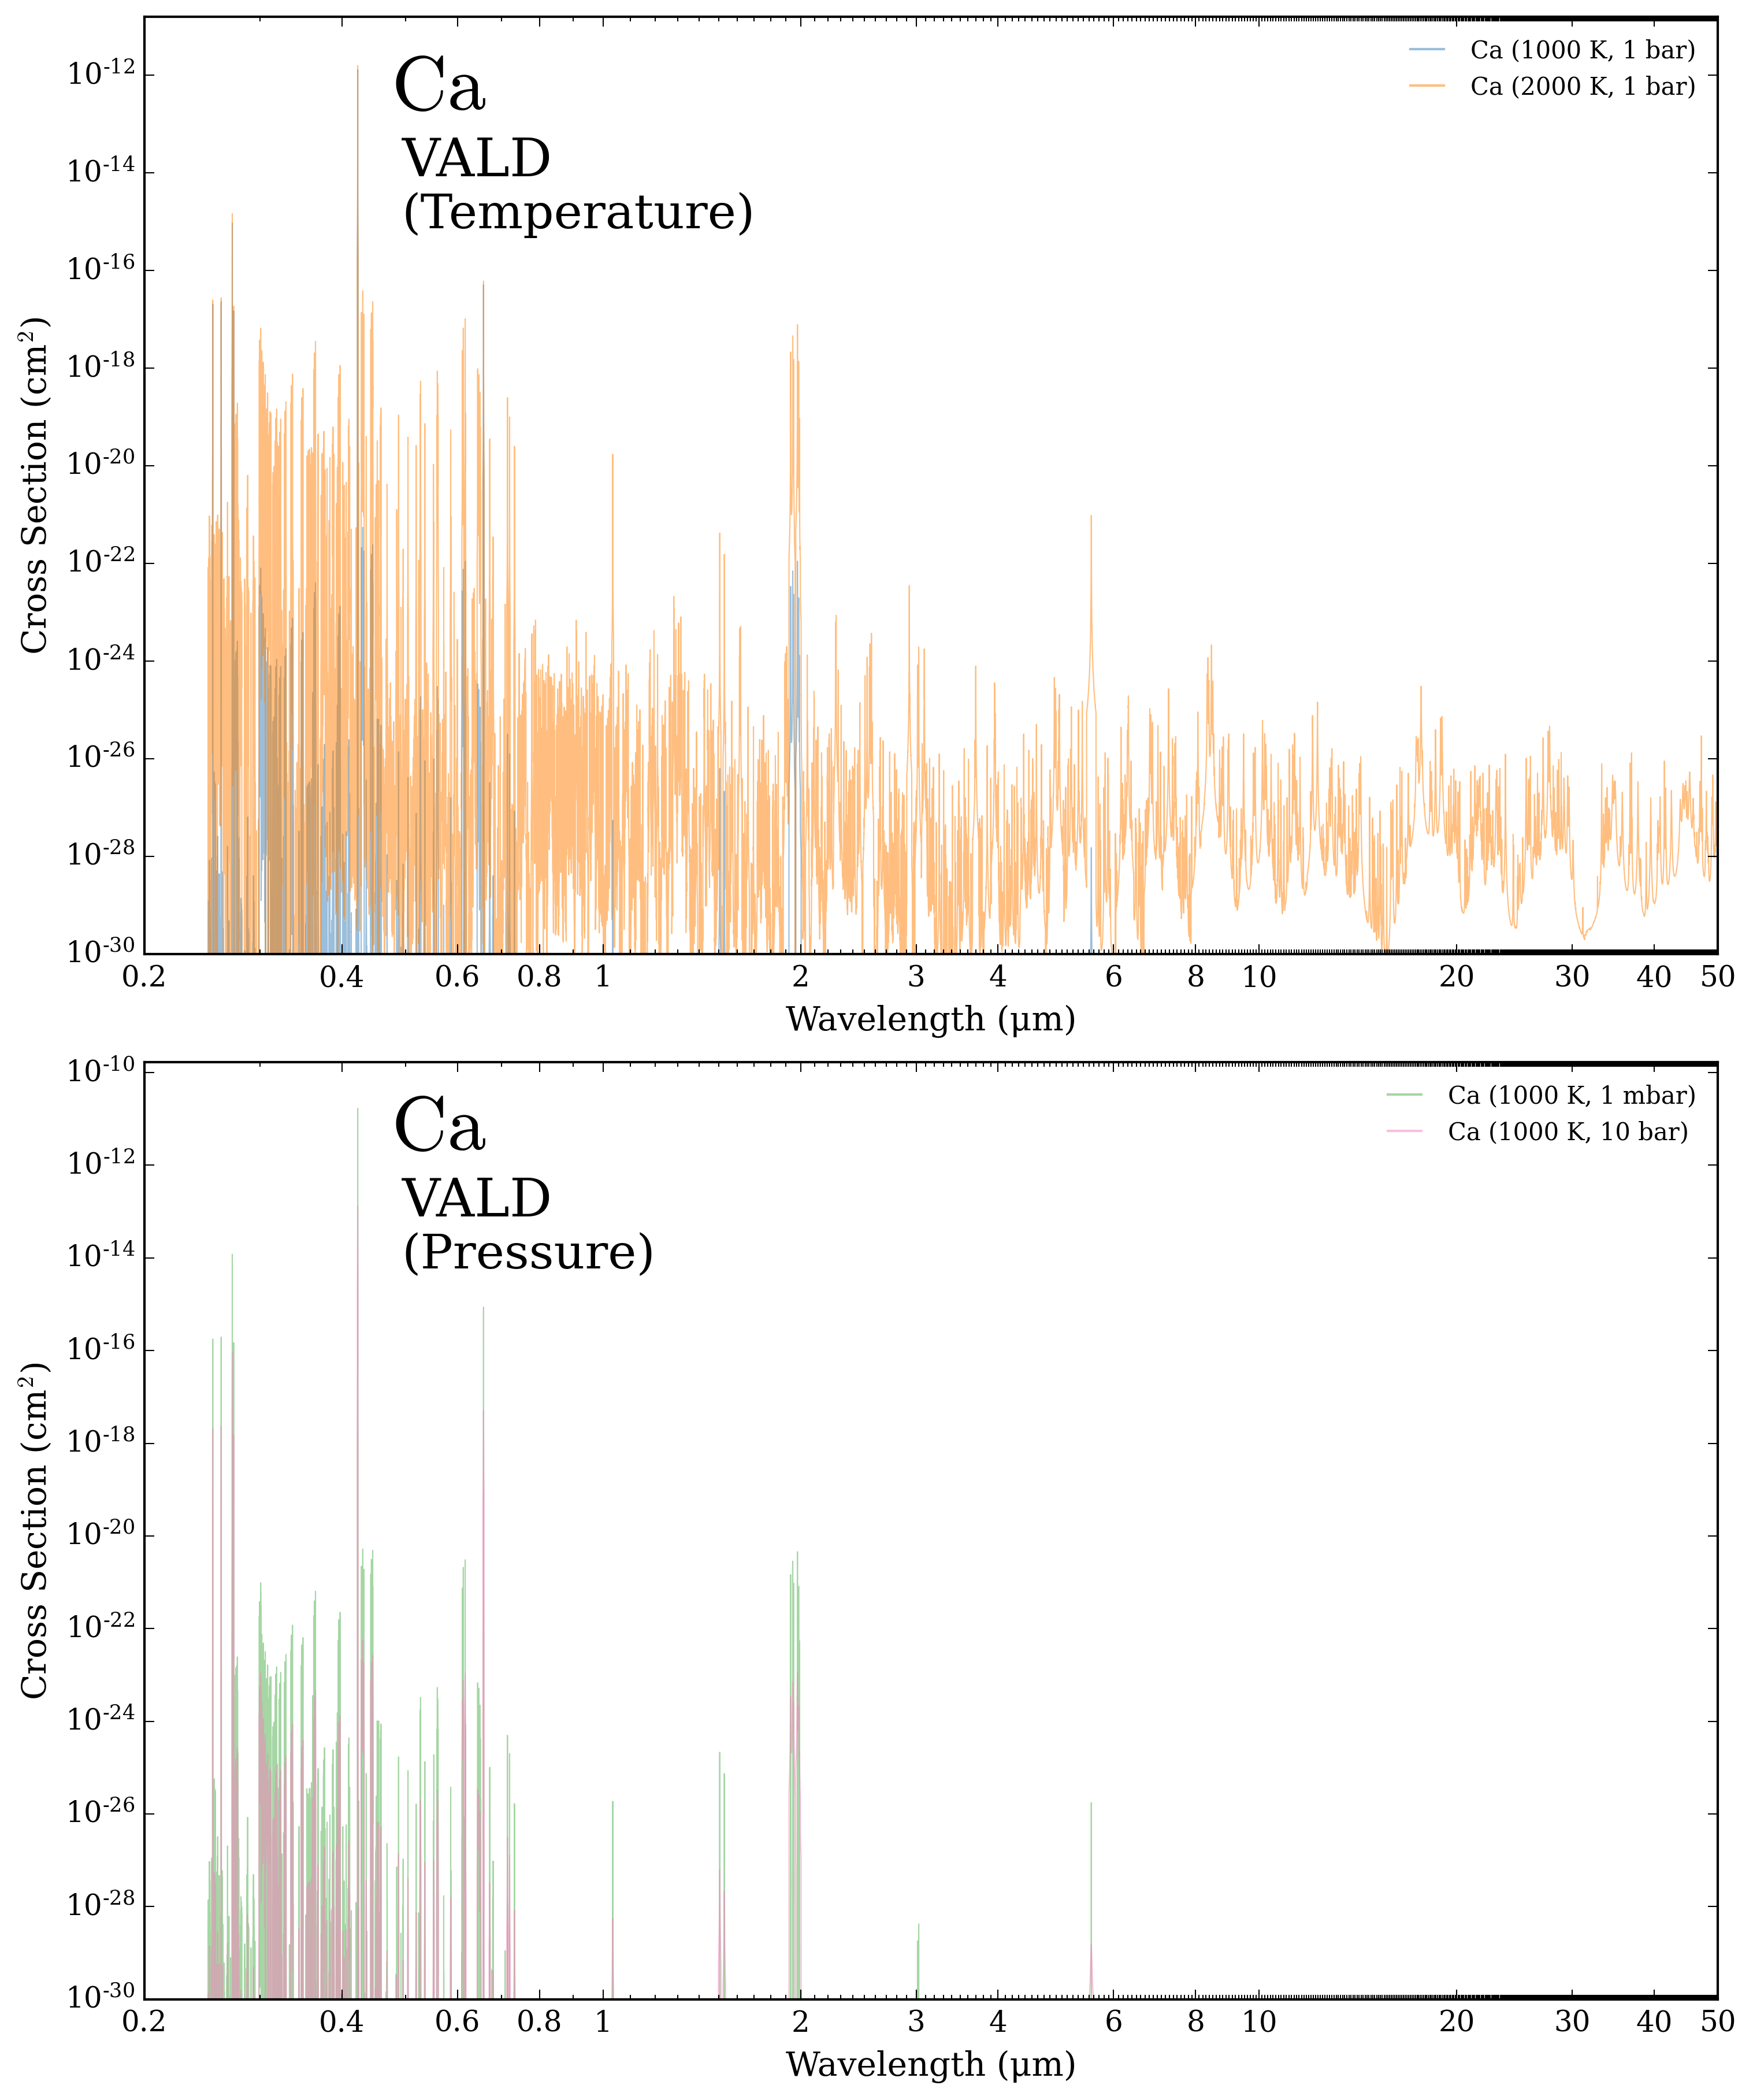 Ca
VALD
(Temperature)
Ca (1000 K, 1 bar)
Ca (2000 K, 1 bar)
Cross Section (cm²)
10⁻¹²
10⁻¹⁴
10⁻¹⁶
10⁻¹⁸
10⁻²⁰
10⁻²²
10⁻²⁴
10⁻²⁶
10⁻²⁸
10⁻³⁰
0.2 0.4 0.6 0.8 1 2 3 4 6 8 10 20 30 40 50
Wavelength (μm)
Ca
VALD
(Pressure)
Ca (1000 K, 1 mbar)
Ca (1000 K, 10 bar)
Cross Section (cm²)
10⁻¹⁰
10⁻¹²
10⁻¹⁴
10⁻¹⁶
10⁻¹⁸
10⁻²⁰
10⁻²²
10⁻²⁴
10⁻²⁶
10⁻²⁸
10⁻³⁰
0.2 0.4 0.6 0.8 1 2 3 4 6 8 10 20 30 40 50
Wavelength (μm)